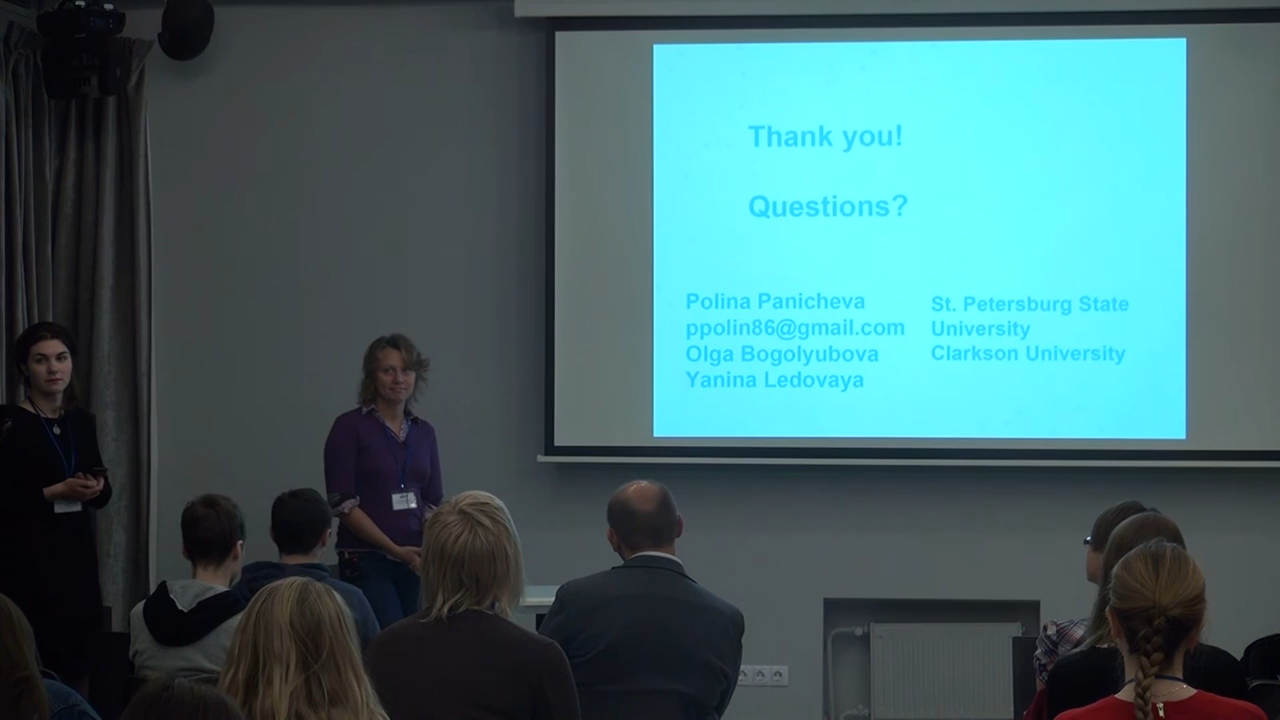 Thank you!
Questions?
Polina Panicheva
ppolin86@gmail.com
Olga Bogolyubova
Yanina Ledovaya
St. Petersburg State
University
Clarkson University